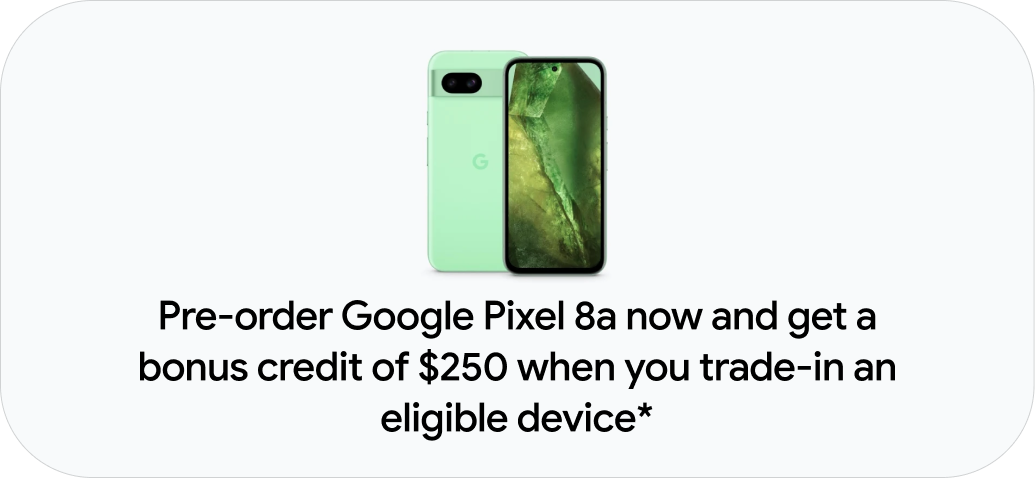 Pre-order Google Pixel 8a now and get a
bonus credit of $250 when you trade-in an
eligible device*